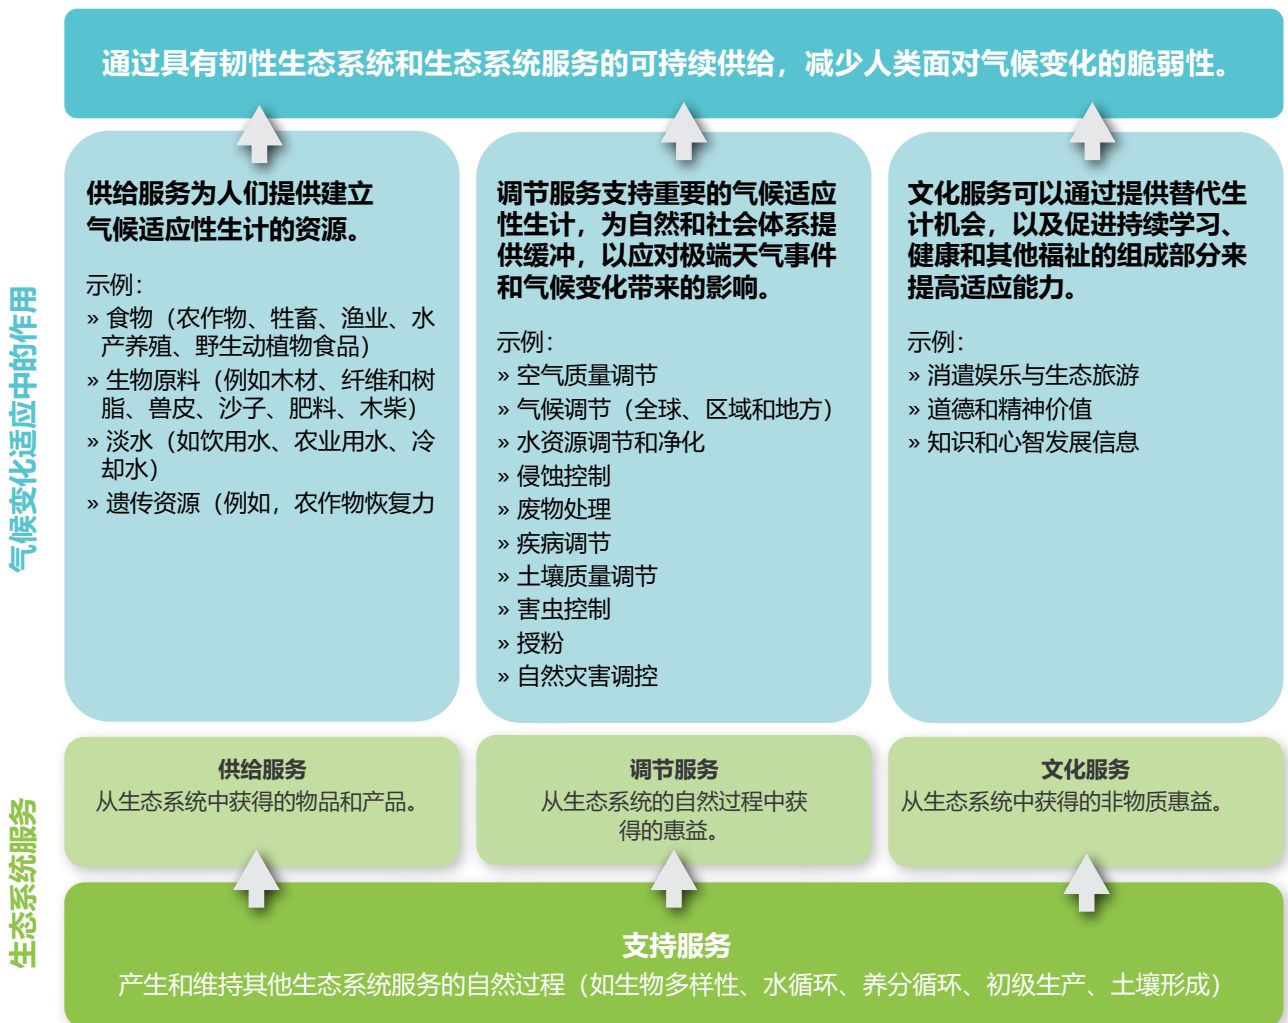 通过具有韧性生态系统和生态系统服务的可持续供给，减少人类面对气候变化的脆弱性。
气候变化适应中的作用
供给服务为人们提供建立
气候适应性生计的资源。
示例：
» 食物（农作物、牲畜、渔业、水
产养殖、野生动植物食品）
» 生物原料（例如木材、纤维和树
脂、兽皮、沙子、肥料、木柴）
» 淡水（如饮用水、农业用水、冷
却水）
» 遗传资源（例如，农作物恢复力
调节服务支持重要的气候适应
性生计，为自然和社会体系提
供缓冲，以应对极端天气事件
和气候变化带来的影响。
示例：
» 空气质量调节
» 气候调节（全球、区域和地方）
» 水资源调节和净化
» 侵蚀控制
» 废物处理
» 疾病调节
» 土壤质量调节
» 害虫控制
» 授粉
» 自然灾害调控
文化服务可以通过提供替代生
计机会，以及促进持续学习、
健康和其他福祉的组成部分来
提高适应能力。
示例：
» 消遣娱乐与生态旅游
» 道德和精神价值
» 知识和心智发展信息
生态系统服务
供给服务
从生态系统中获得的物品和产品。
调节服务
从生态系统的自然过程中获
得的惠益。
文化服务
从生态系统中获得的非物质惠益。
支持服务
产生和维持其他生态系统服务的自然过程（如生物多样性、水循环、养分循环、初级生产、土壤形成）